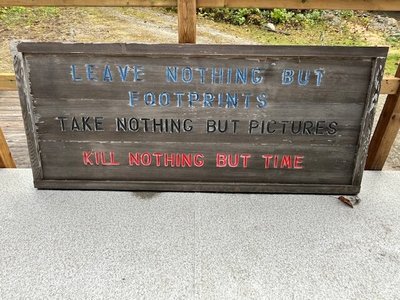 LEAVE NOTHING BUT
FOOTPRINTS
TAKE NOTHING BUT PICTURES
KILL NOTHING BUT TIME